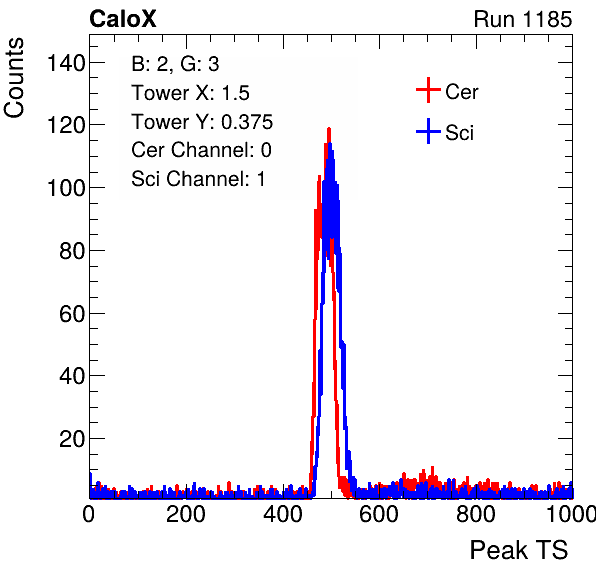 CaloX Run 1185
Counts
140
120
100
80
60
40
20
B: 2, G: 3
Tower X: 1.5
Tower Y: 0.375
Cer Channel: 0
Sci Channel: 1
Cer
Sci
0 200 400 600 800 1000
Peak TS